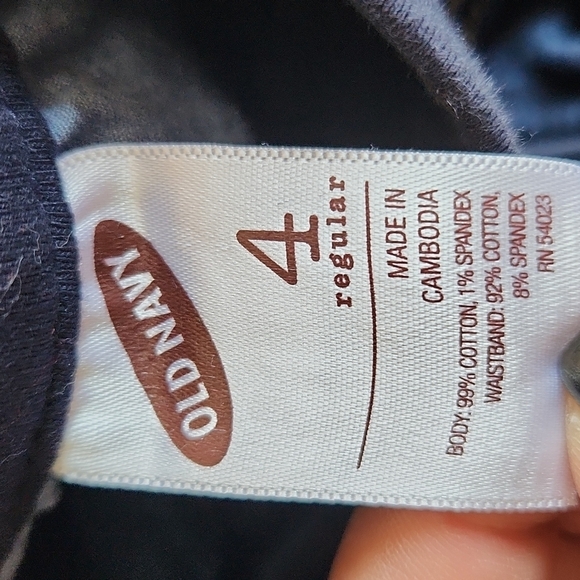 OLD NAVY
4
regular
MADE IN
CAMBODIA
BODY: 99% COTTON, 1% SPANDEX
WAISTBAND: 92% COTTON,
8% SPANDEX
RN 54023